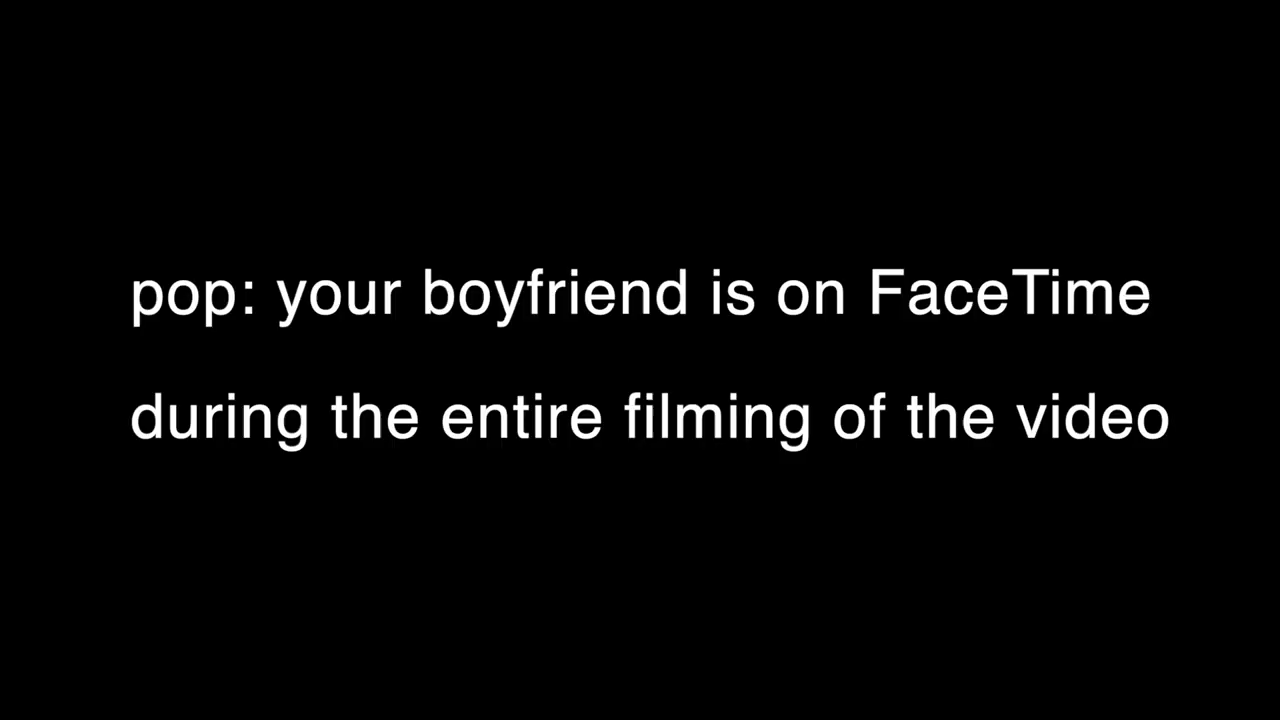 pop: your boyfriend is on FaceTime
during the entire filming of the video